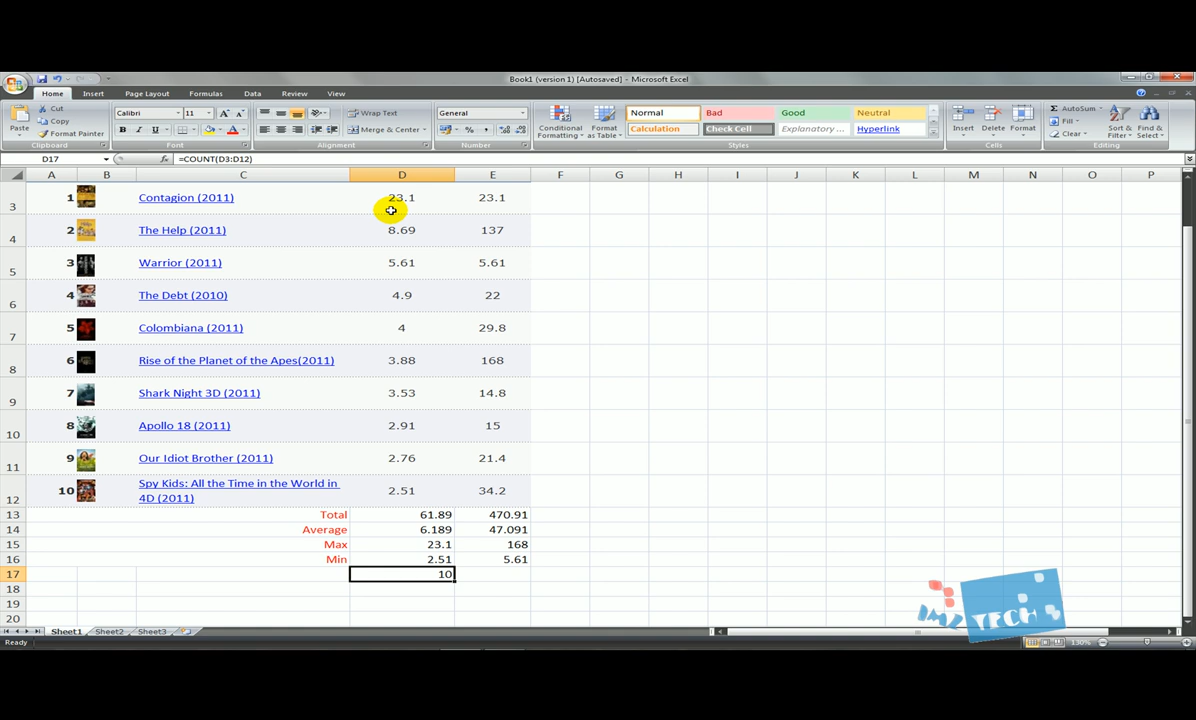 Book1 (version 1) [Autosaved] - Microsoft Excel
Home Insert Page Layout Formulas Data Review View
Cut
Copy
Format Painter
Paste
Clipboard
Calibri 11
B I U
Font
Wrap Text
Merge & Center
Alignment
General
Number
Conditional Formatting
Format as Table
Normal Bad Good Neutral
Calculation Check Cell Explanatory ... Hyperlink
Styles
Insert Delete Format
Cells
AutoSum
Fill
Clear
Sort & Filter
Find & Select
Editing
D17 fx =COUNT(D3:D12)
A B C D E F G H I J K L M N O P
3 1 Contagion (2011) 23.1 23.1
4 2 The Help (2011) 8.69 137
5 3 Warrior (2011) 5.61 5.61
6 4 The Debt (2010) 4.9 22
7 5 Colombiana (2011) 4 29.8
8 6 Rise of the Planet of the Apes(2011) 3.88 168
9 7 Shark Night 3D (2011) 3.53 14.8
10 8 Apollo 18 (2011) 2.91 15
11 9 Our Idiot Brother (2011) 2.76 21.4
12 10 Spy Kids: All the Time in the World in 2.51 34.2
4D (2011)
13 Total 61.89 470.91
14 Average 6.189 47.091
15 Max 23.1 168
16 Min 2.51 5.61
17 10
18
19
20
TECH
Sheet1 Sheet2 Sheet3
Ready 130%